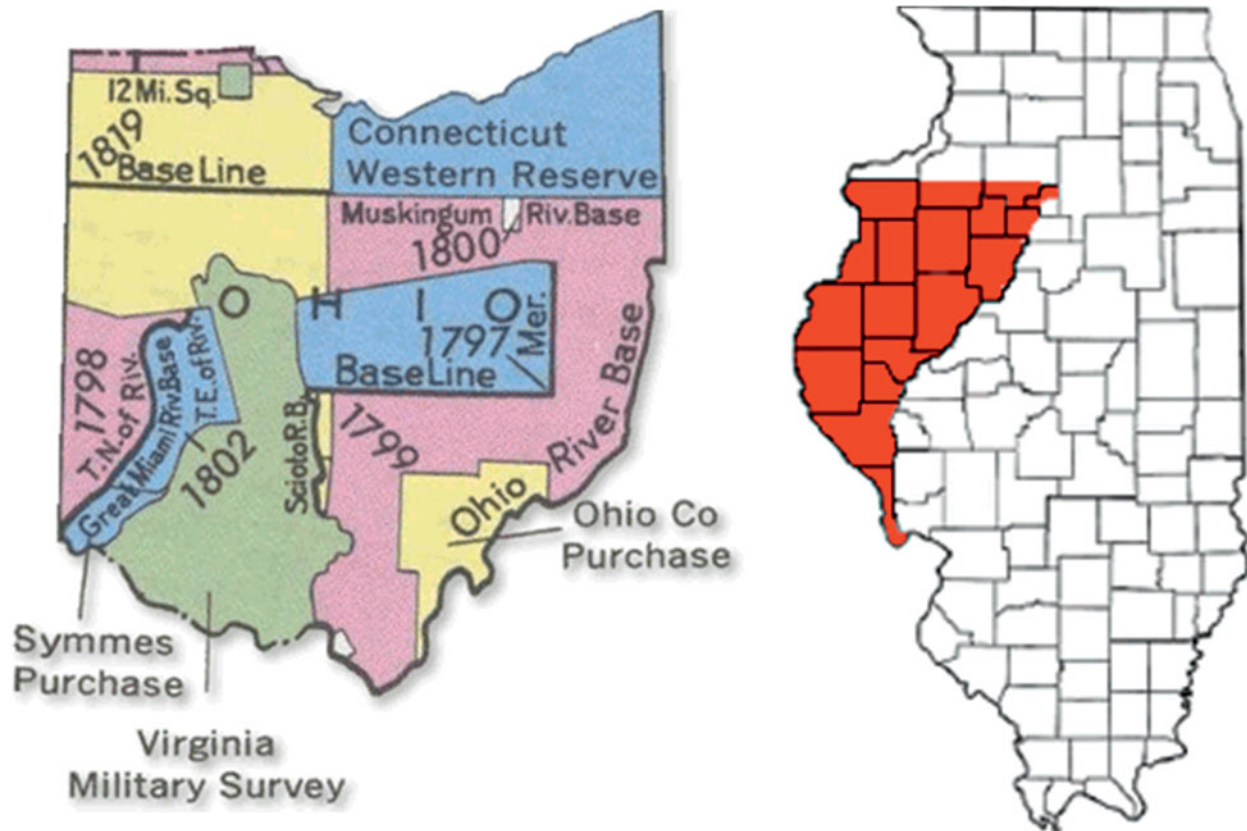 12 Mi. Sq.
1819
Base Line
Connecticut
Western Reserve
Muskingum Riv. Base
1800
O H I O
1797
Mer.
Base Line
1798
T.N. of Riv.
Great Miami Riv. Base
T.E. of Riv.
1802
Scioto R.B.
1799
River Base
Ohio
Ohio Co
Purchase
Symmes
Purchase
Virginia
Military Survey